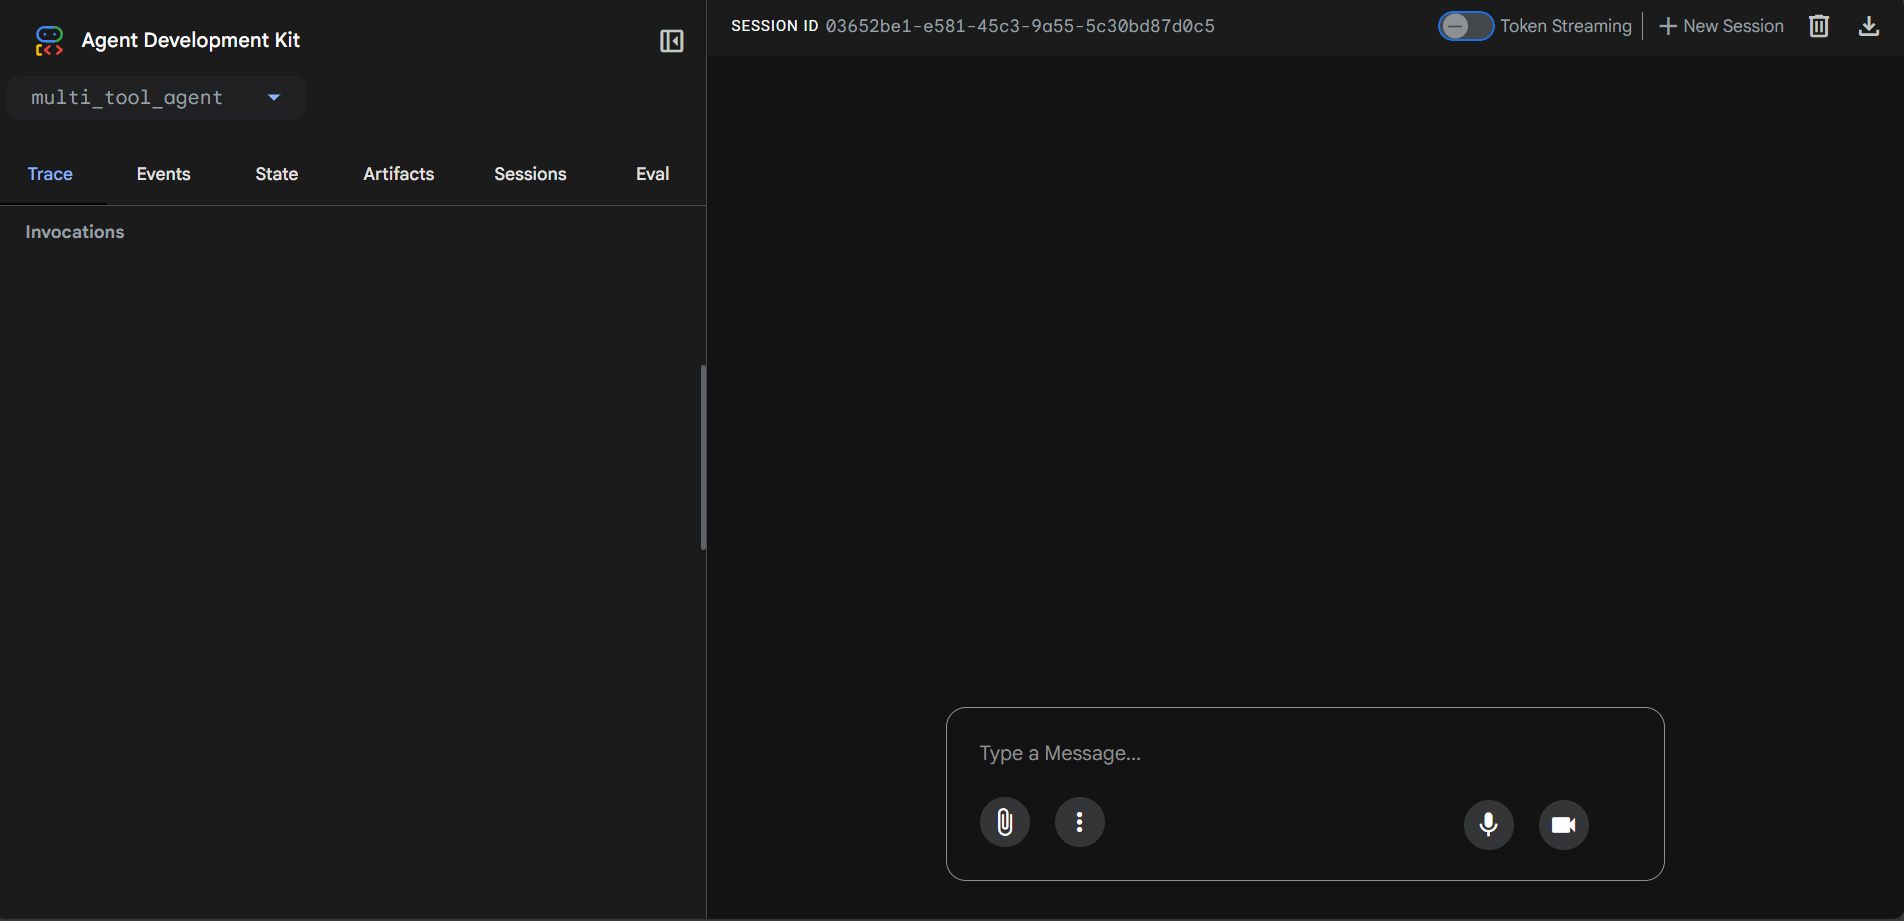 Agent Development Kit
multi_tool_agent
Trace Events State Artifacts Sessions Eval
Invocations
SESSION ID 03652be1-e581-45c3-9a55-5c30bd87d0c5
Token Streaming
New Session
Type a Message...